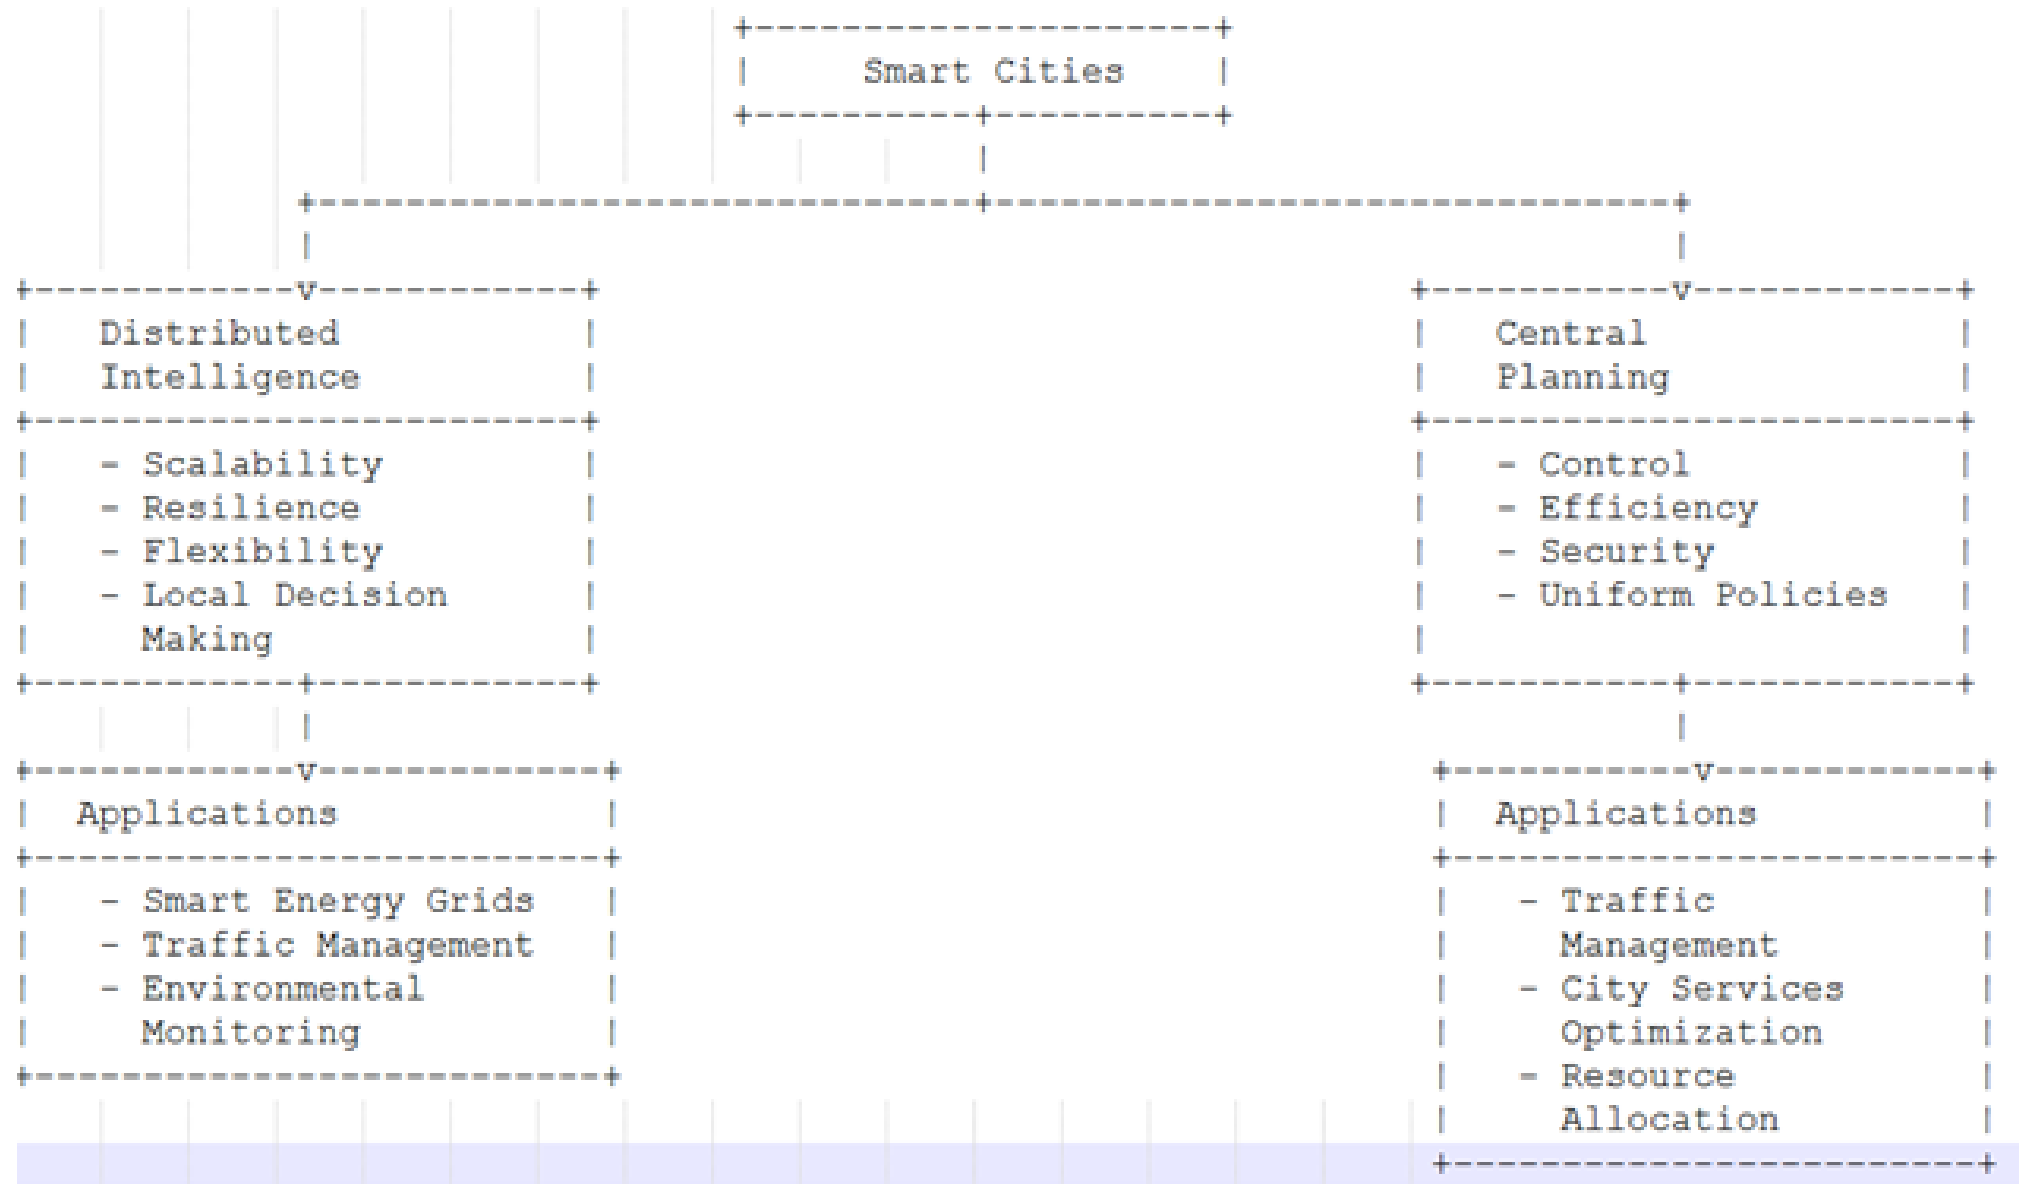 Smart Cities
Distributed
Intelligence
- Scalability
- Resilience
- Flexibility
- Local Decision
Making
Applications
- Smart Energy Grids
- Traffic Management
- Environmental
Monitoring
Central
Planning
- Control
- Efficiency
- Security
- Uniform Policies
Applications
- Traffic
Management
- City Services
Optimization
- Resource
Allocation